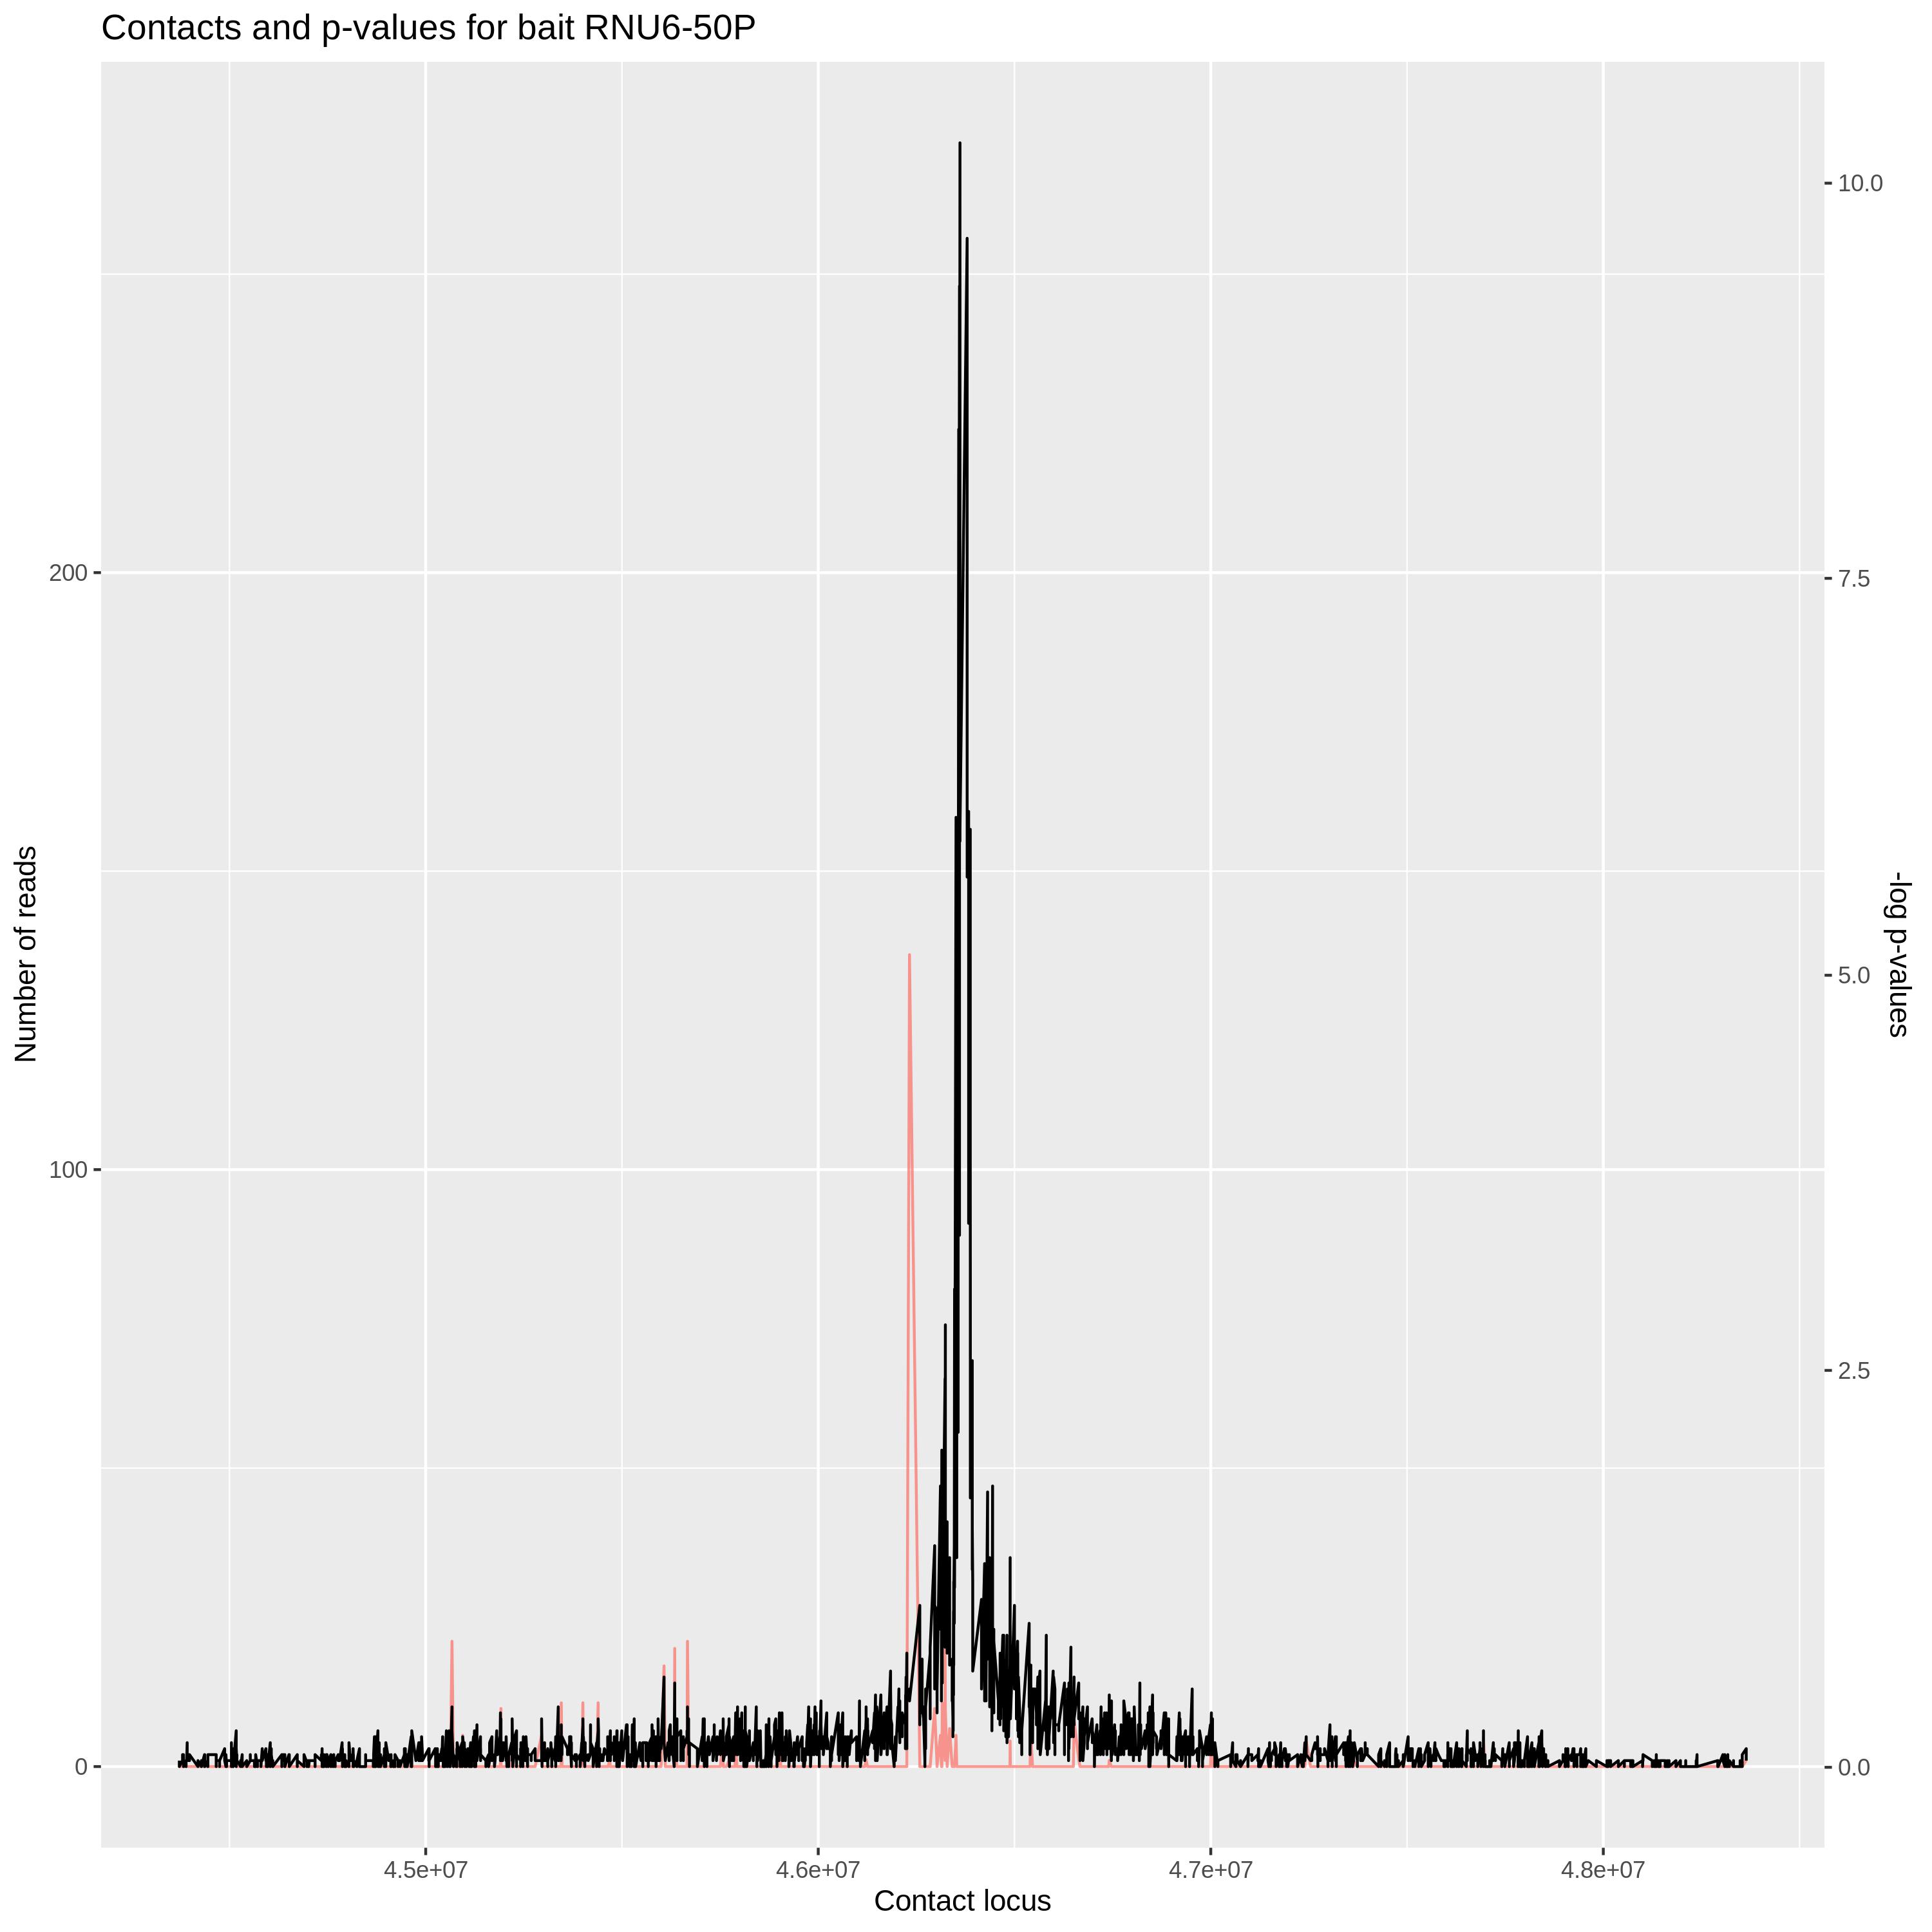 Contacts and p-values for bait RNU6-50P
10.0
200
7.5
Number of reads
-log p-values
5.0
100
2.5
0
0.0
4.5e+07
4.6e+07
4.7e+07
4.8e+07
Contact locus